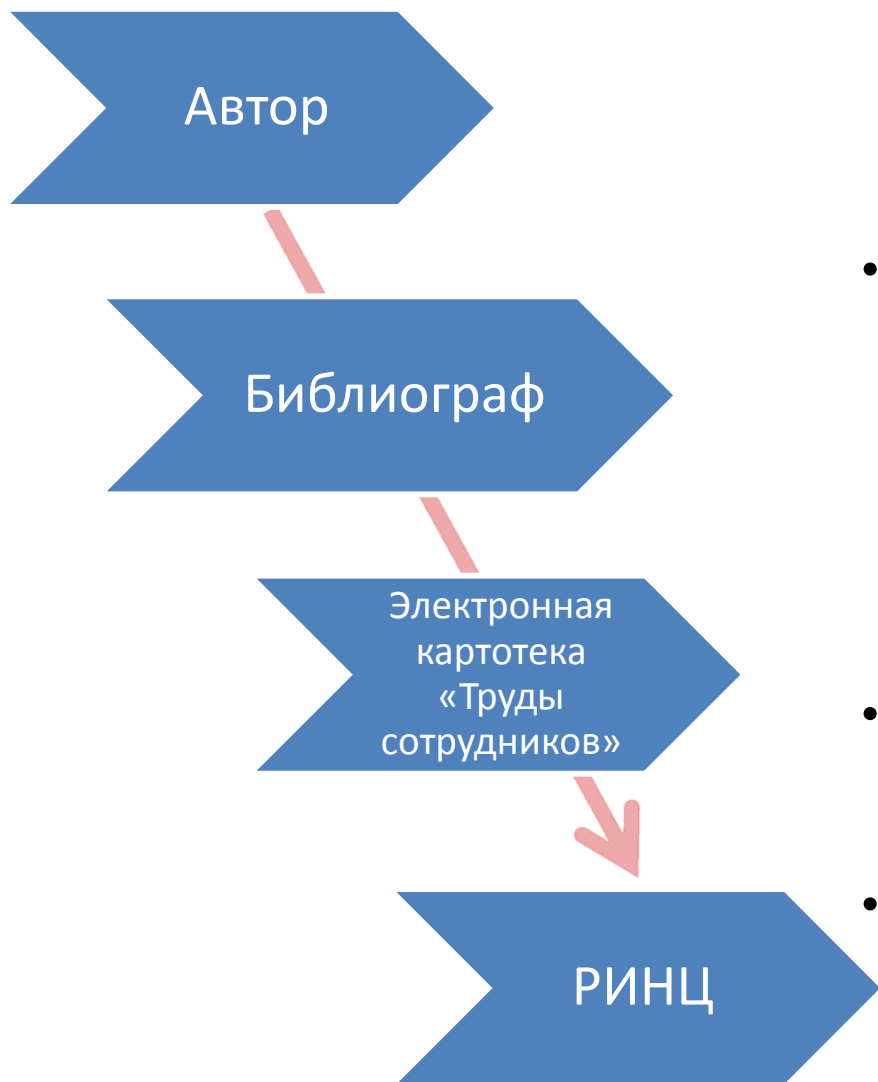 Автор
•
Библиограф
Электронная
картотека
«Труды
сотрудников»
•
•
РИНЦ